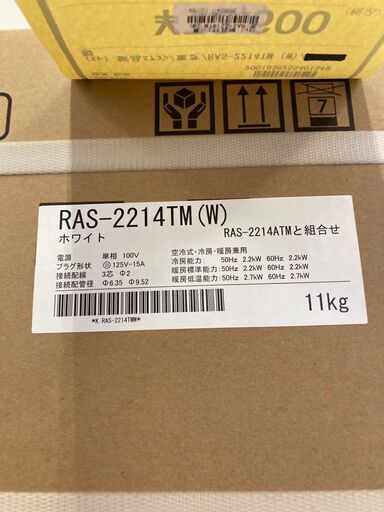 RAS-2214TM (W)
7
RAS-2214TM(W)
ホワイト
RAS-2214ATMと組合せ
電源 単相 100V
プラグ形状 125V-15A
接続配線 3芯 Φ2
接続配管径 Φ6.35 Φ9.52
空冷式・冷房・暖房兼用
冷房能力: 50Hz 2.2kW 60Hz 2.2kW
暖房標準能力: 50Hz 2.2kW 60Hz 2.2kW
暖房低温能力: 50Hz 2.7kW 60Hz 2.7kW
11kg
*K RAS-2214TMW*